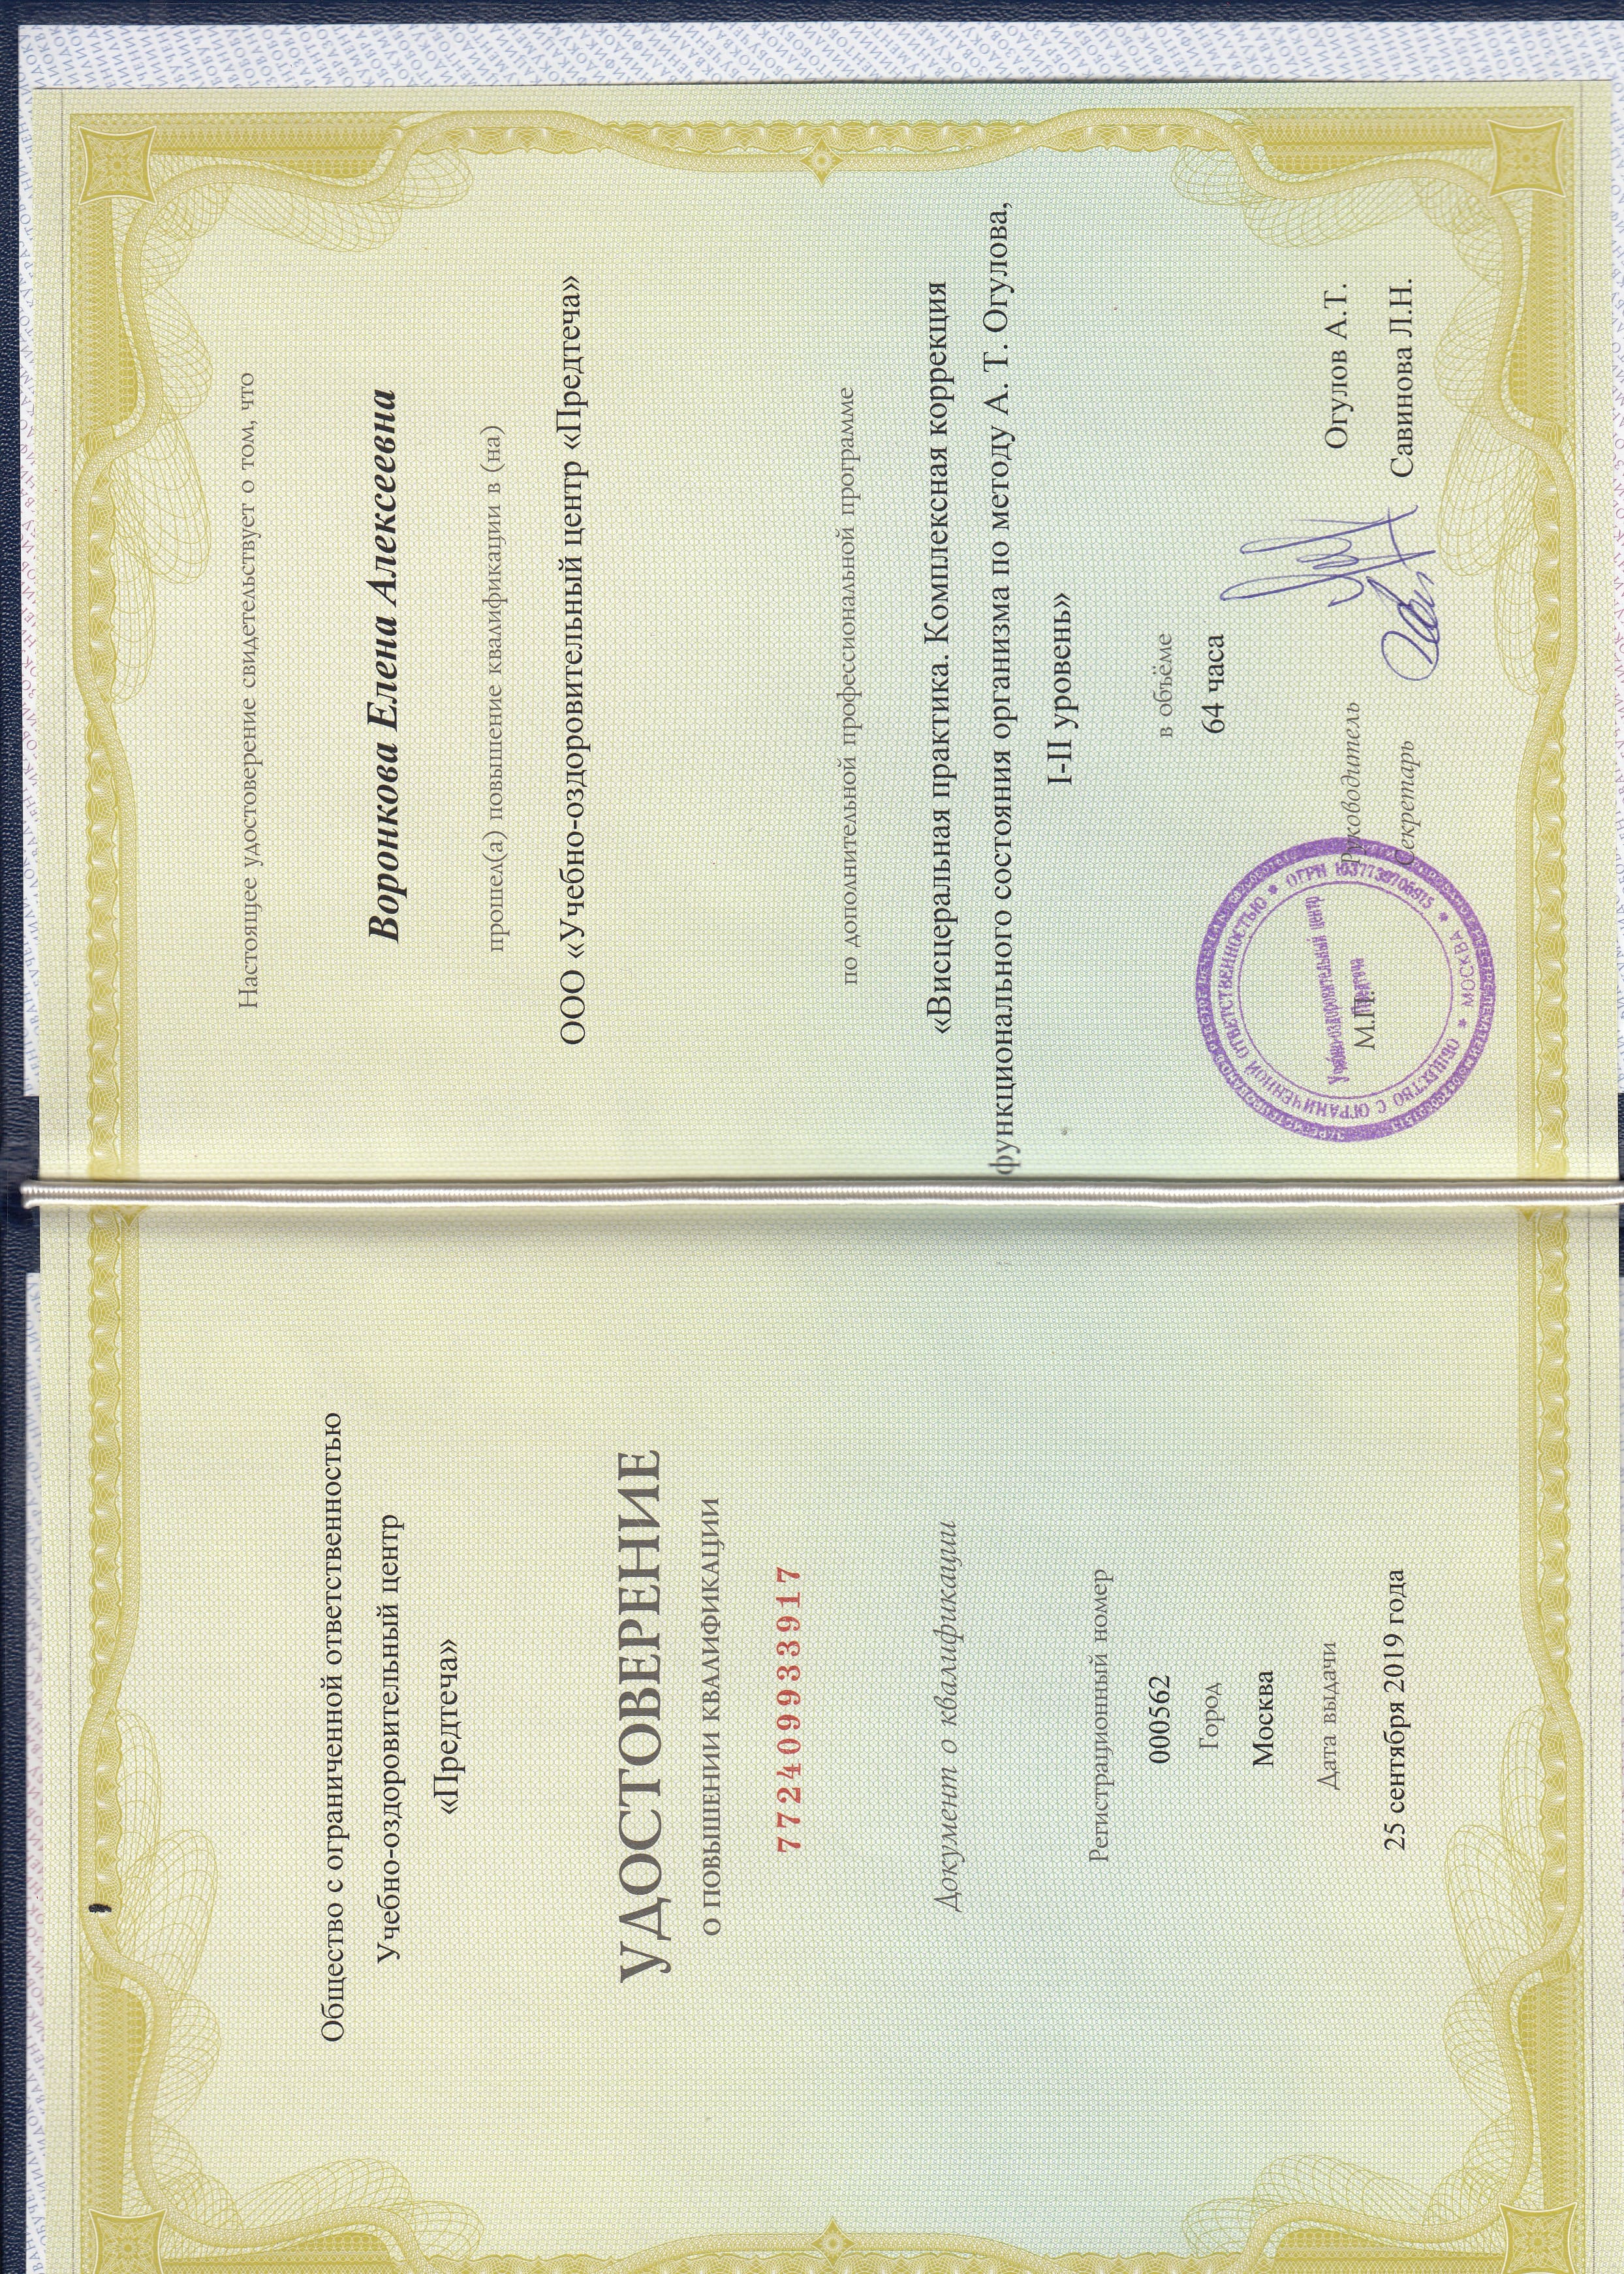 Общество с ограниченной ответственностью
Учебно-оздоровительный центр
«Предтеча»
УДОСТОВЕРЕНИЕ
О ПОВЫШЕНИИ КВАЛИФИКАЦИИ
772409933917
Документ о квалификации
Регистрационный номер
000562
Город
Москва
Дата выдачи
25 сентября 2019 года
Настоящее удостоверение свидетельствует о том, что
Воронкова Елена Алексеевна
прошел(а) повышение квалификации в (на)
ООО «Учебно-оздоровительный центр «Предтеча»
по дополнительной профессиональной программе
«Висцеральная практика. Комплексная коррекция
функционального состояния организма по методу А. Т. Огулова,
I-II уровень»
в объёме
64 часа
М.П.
Руководитель
Огулов А.Т.
Секретарь
Савинова Л.Н.
ОБЩЕСТВО С ОГРАНИЧЕННОЙ ОТВЕТСТВЕННОСТЬЮ * ОГРН
* МОСКВА *
Учебно-оздоровительный центр
Предтеча